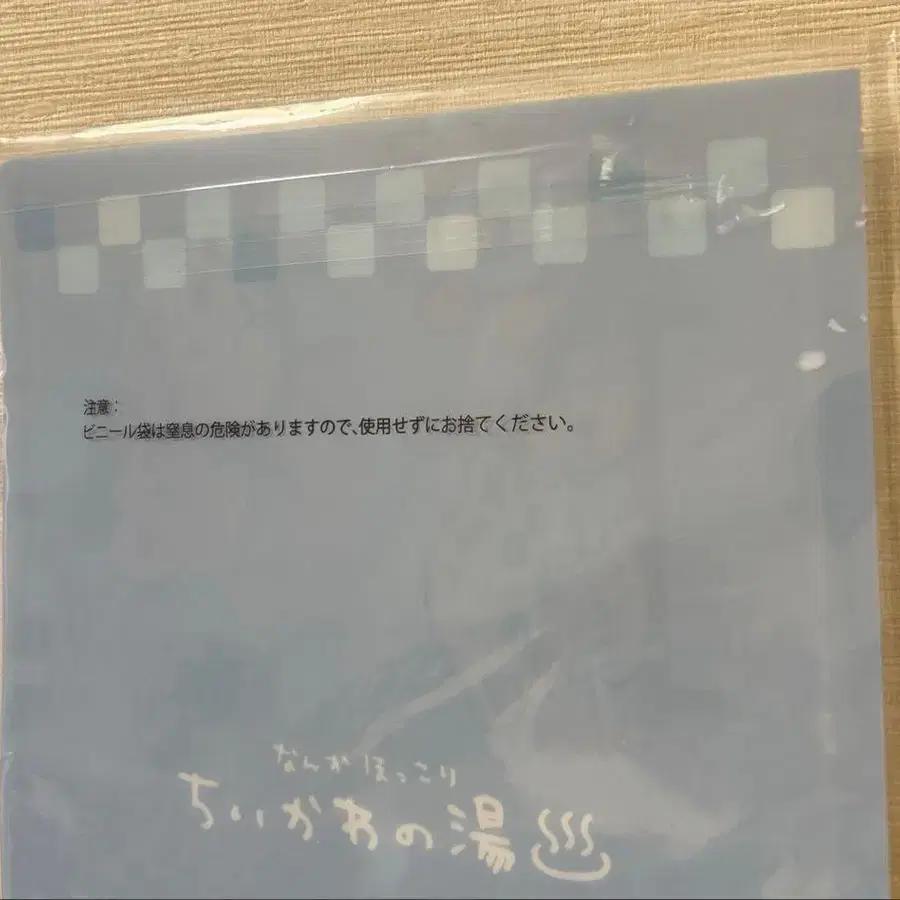 注意：
ビニール袋は窒息の危険がありますので、使用せずにお捨てください。
なんかほっこり
ちいかわの湯♨